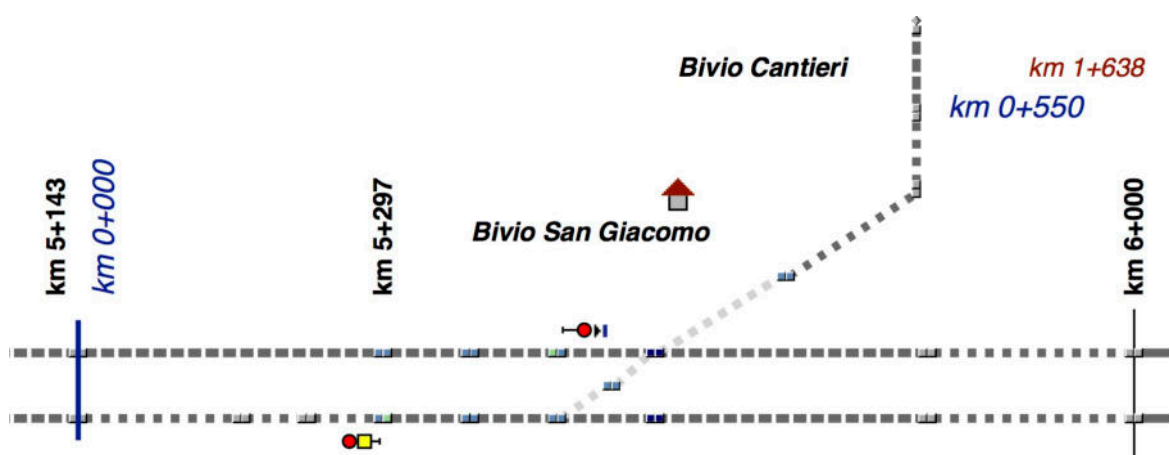 Bivio Cantieri
km 1+638
km 0+550
km 5+143
km 0+000
km 5+297
Bivio San Giacomo
km 6+000